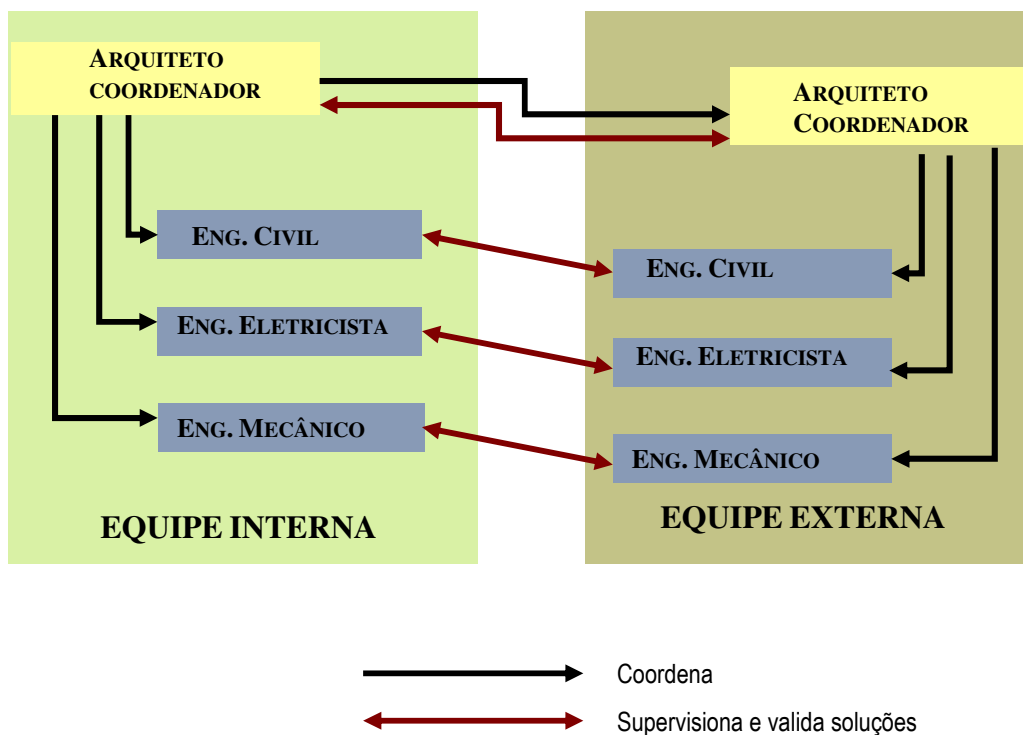 ARQUITETO
COORDENADOR
ARQUITETO
COORDENADOR
ENG. CIVIL
ENG. CIVIL
ENG. ELETRICISTA
ENG. ELETRICISTA
ENG. MECÂNICO
ENG. MECÂNICO
EQUIPE INTERNA
EQUIPE EXTERNA
Coordena
Supervisiona e valida soluções